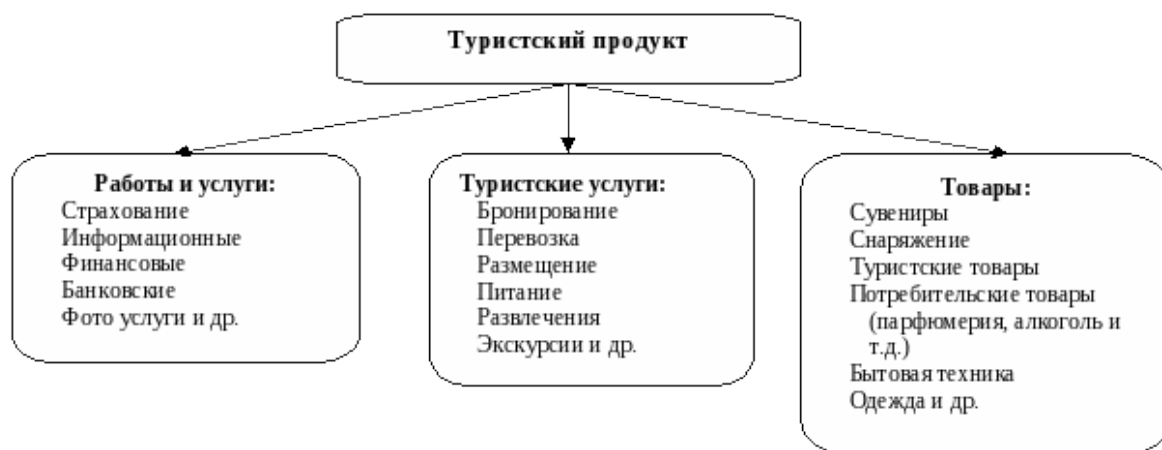 Туристский продукт
Работы и услуги:
Страхование
Информационные
Финансовые
Банковские
Фото услуги и др.
Туристские услуги:
Бронирование
Перевозка
Размещение
Питание
Развлечения
Экскурсии и др.
Товары:
Сувениры
Снаряжение
Туристские товары
Потребительские товары
(парфюмерия, алкоголь и
т.д.)
Бытовая техника
Одежда и др.